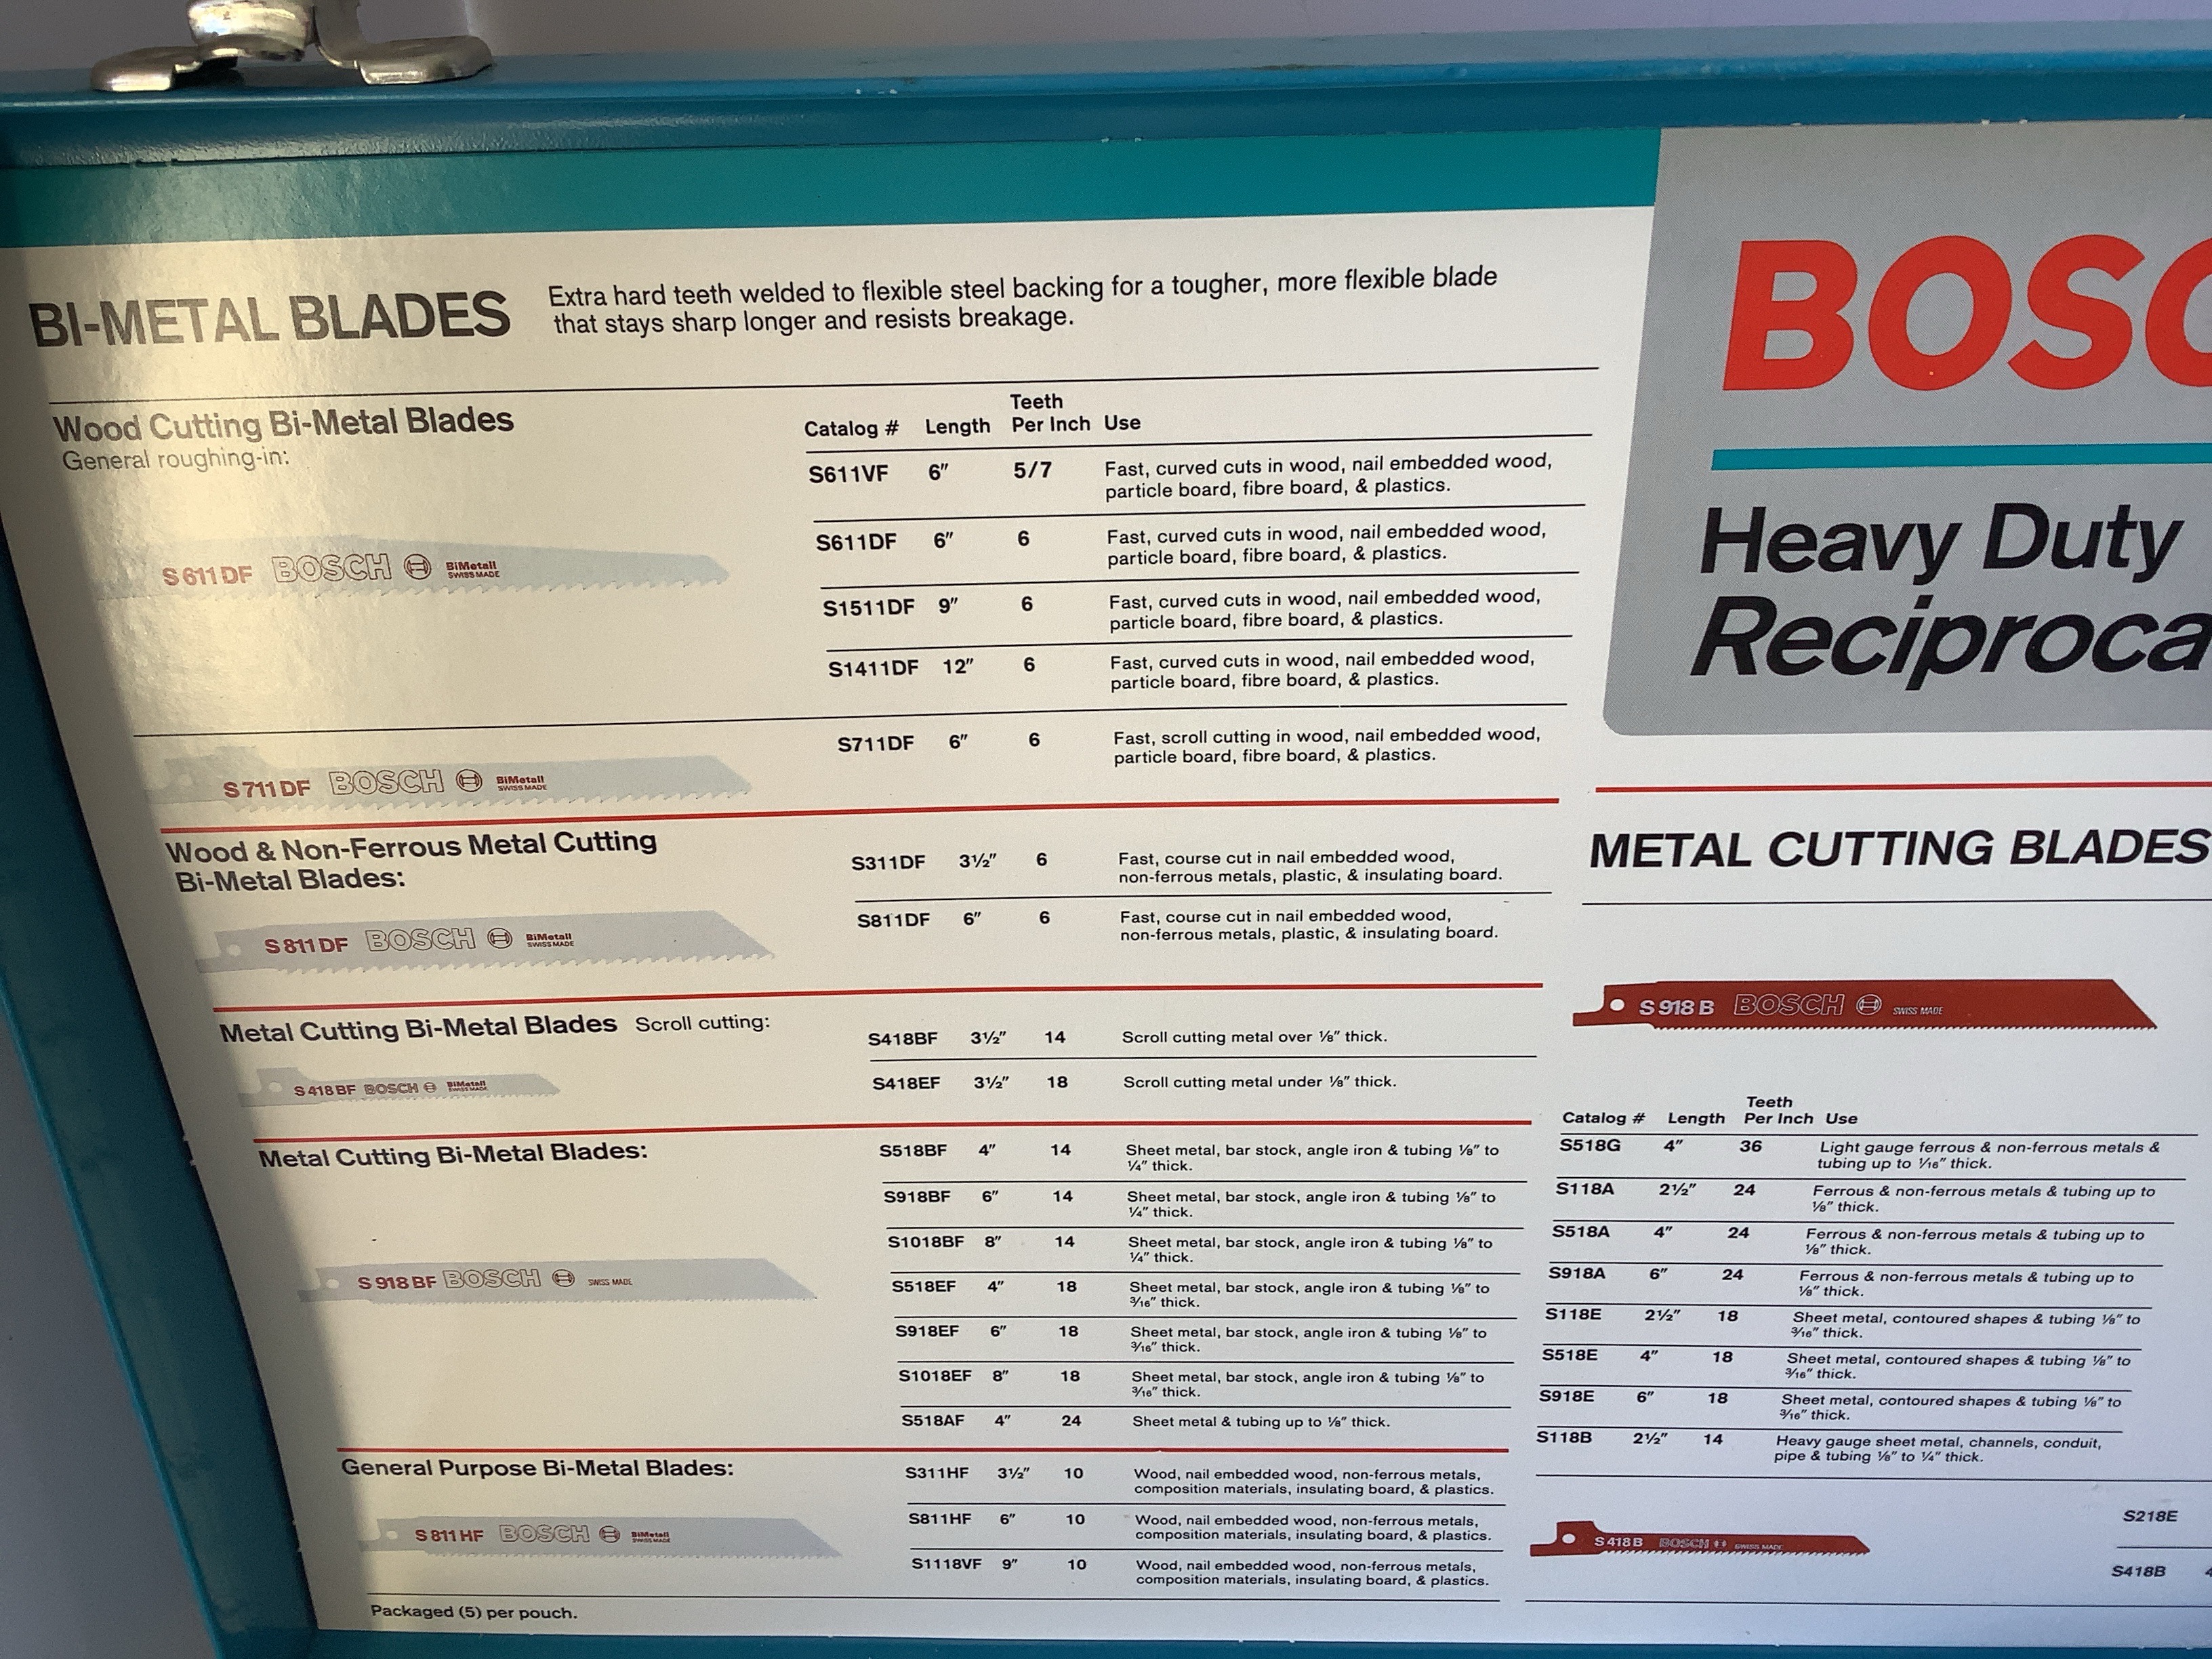 BI-METAL BLADES
Extra hard teeth welded to flexible steel backing for a tougher, more flexible blade
that stays sharp longer and resists breakage.
Wood Cutting Bi-Metal Blades
General roughing-in:
S 611 DF BOSCH BiMetall
SWISS MADE
Teeth
Catalog # Length Per Inch Use
S611VF 6" 5/7 Fast, curved cuts in wood, nail embedded wood,
particle board, fibre board, & plastics.
S611DF 6" 6 Fast, curved cuts in wood, nail embedded wood,
particle board, fibre board, & plastics.
S1511DF 9" 6 Fast, curved cuts in wood, nail embedded wood,
particle board, fibre board, & plastics.
S1411DF 12" 6 Fast, curved cuts in wood, nail embedded wood,
particle board, fibre board, & plastics.
S 711 DF BOSCH BiMetall
SWISS MADE
S711DF 6" 6 Fast, scroll cutting in wood, nail embedded wood,
particle board, fibre board, & plastics.
Wood & Non-Ferrous Metal Cutting
Bi-Metal Blades:
S 811 DF BOSCH BiMetall
SWISS MADE
S311DF 3½" 6 Fast, course cut in nail embedded wood,
non-ferrous metals, plastic, & insulating board.
S811DF 6" 6 Fast, course cut in nail embedded wood,
non-ferrous metals, plastic, & insulating board.
Metal Cutting Bi-Metal Blades Scroll cutting:
S 418 BF BOSCH BiMetall
SWISS MADE
S418BF 3½" 14 Scroll cutting metal over ⅛" thick.
S418EF 3½" 18 Scroll cutting metal under ⅛" thick.
Metal Cutting Bi-Metal Blades:
S 918 BF BOSCH SWISS MADE
S518BF 4" 14 Sheet metal, bar stock, angle iron & tubing ⅛" to
¼" thick.
S918BF 6" 14 Sheet metal, bar stock, angle iron & tubing ⅛" to
¼" thick.
S1018BF 8" 14 Sheet metal, bar stock, angle iron & tubing ⅛" to
¼" thick.
S518EF 4" 18 Sheet metal, bar stock, angle iron & tubing ⅛" to
3/16" thick.
S918EF 6" 18 Sheet metal, bar stock, angle iron & tubing ⅛" to
3/16" thick.
S1018EF 8" 18 Sheet metal, bar stock, angle iron & tubing ⅛" to
3/16" thick.
S518AF 4" 24 Sheet metal & tubing up to ⅛" thick.
General Purpose Bi-Metal Blades:
S 811 HF BOSCH BiMetall
SWISS MADE
S311HF 3½" 10 Wood, nail embedded wood, non-ferrous metals,
composition materials, insulating board, & plastics.
S811HF 6" 10 Wood, nail embedded wood, non-ferrous metals,
composition materials, insulating board, & plastics.
S1118VF 9" 10 Wood, nail embedded wood, non-ferrous metals,
composition materials, insulating board, & plastics.
Packaged (5) per pouch.
BOSC
Heavy Duty
Reciproca
METAL CUTTING BLADES
S 918 B BOSCH SWISS MADE
Teeth
Catalog # Length Per Inch Use
S518G 4" 36 Light gauge ferrous & non-ferrous metals &
tubing up to 1/16" thick.
S118A 2½" 24 Ferrous & non-ferrous metals & tubing up to
⅛" thick.
S518A 4" 24 Ferrous & non-ferrous metals & tubing up to
⅛" thick.
S918A 6" 24 Ferrous & non-ferrous metals & tubing up to
⅛" thick.
S118E 2½" 18 Sheet metal, contoured shapes & tubing ⅛" to
3/16" thick.
S518E 4" 18 Sheet metal, contoured shapes & tubing ⅛" to
3/16" thick.
S918E 6" 18 Sheet metal, contoured shapes & tubing ⅛" to
3/16" thick.
S118B 2½" 14 Heavy gauge sheet metal, channels, conduit,
pipe & tubing ⅛" to ¼" thick.
S 418 B BOSCH SWISS MADE
S218E
S418B